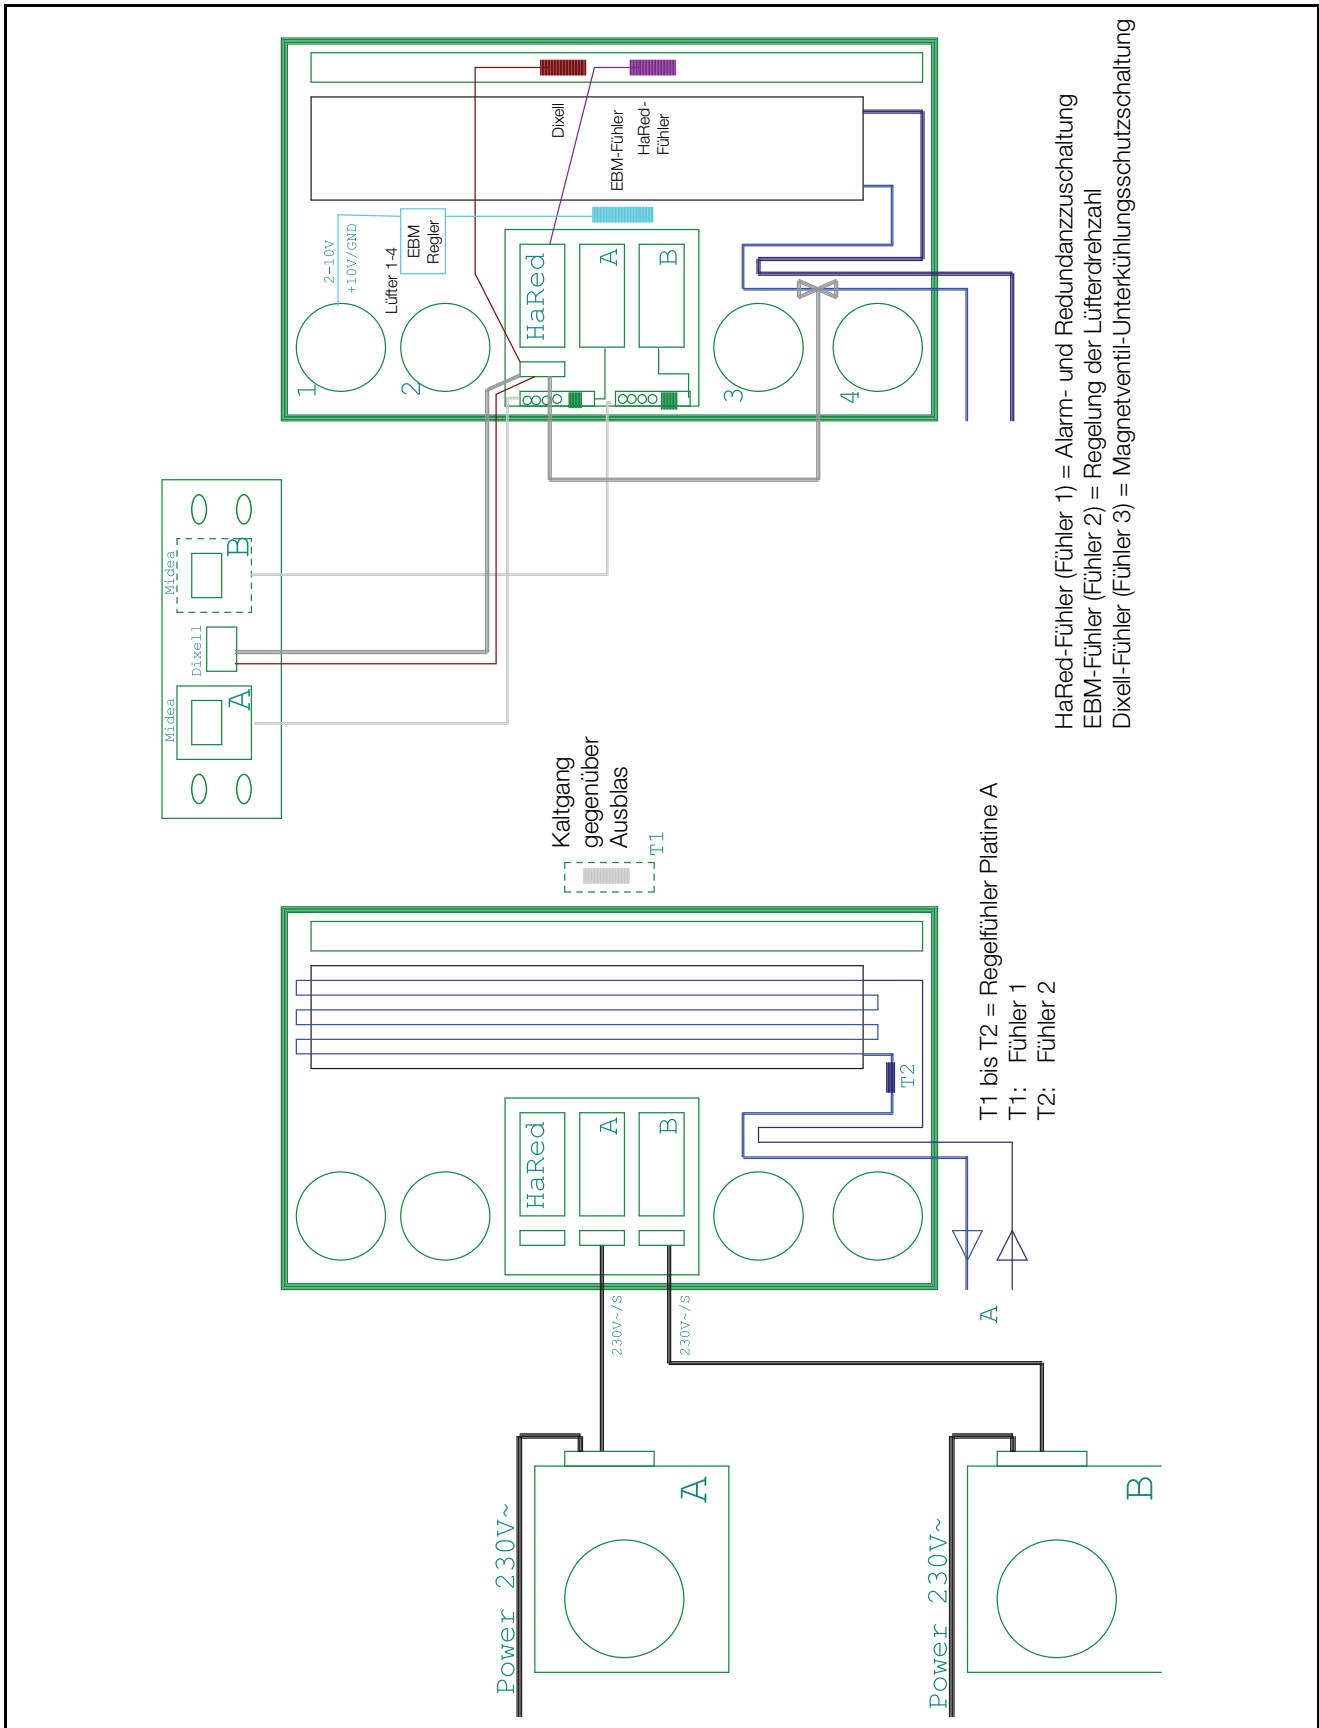 Power 230V~
A
Power 230V~
B
230V~/S
230V~/S
A
HaRed
A
B
T2
T1
Kaltgang
gegenüber
Ausblas
T1 bis T2 = Regelfühler Platine A
T1: Fühler 1
T2: Fühler 2
Midea
A
Dixell
Midea
B
1
2
3
4
2-10V
+10V/GND
Lüfter 1-4
EBM
Regler
HaRed
A
B
Dixell
EBM-Fühler
HaRed-
Fühler
HaRed-Fühler (Fühler 1) = Alarm- und Redundanzzuschaltung
EBM-Fühler (Fühler 2) = Regelung der Lüfterdrehzahl
Dixell-Fühler (Fühler 3) = Magnetventil-Unterkühlungsschutzschaltung